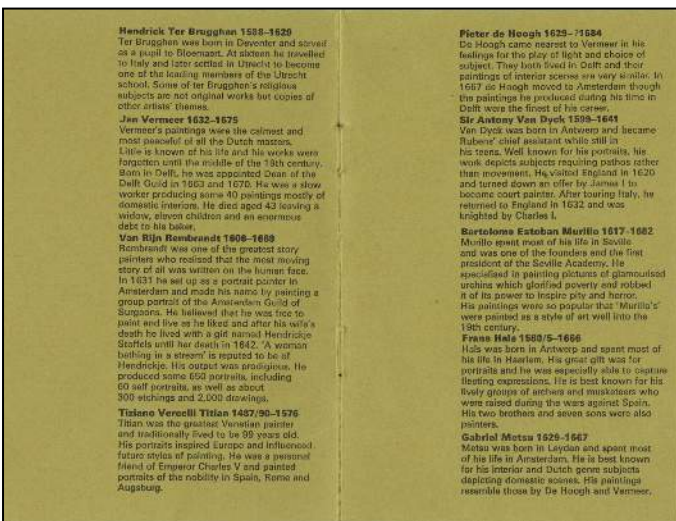 Hendrick Ter Brugghen 1588–1629
Ter Brugghen was born in Deventer and served
as a pupil to Bloemaert. At sixteen he travelled
to Italy and later settled in Utrecht to become
one of the leading members of the Utrecht
school. Some of ter Brugghen's religious
subjects are not original works but copies of
other artists' themes.
Jan Vermeer 1632–1675
Vermeer's paintings were the calmest and
most peaceful of all the Dutch masters.
Little is known of his life and his works were
forgotten until the middle of the 19th century.
Born in Delft, he was appointed Dean of the
Delft Guild in 1663 and 1670. He was a slow
worker producing some 40 paintings mostly of
domestic interiors. He died aged 43 leaving a
widow, eleven children and an enormous
debt to his baker.
Van Rijn Rembrandt 1606–1669
Rembrandt was one of the greatest story
painters who realised that the most moving
story of all was written on the human face.
In 1631 he set up as a portrait painter in
Amsterdam and made his name by painting a
group portrait of the Amsterdam Guild of
Surgeons. He believed that he was free to
paint and live as he liked and after his wife's
death he lived with a girl named Hendrickje
Stoffels until her death in 1642. 'A woman
bathing in a stream' is reputed to be of
Hendrickje. His output was prodigious. He
produced some 650 portraits, including
60 self portraits, as well as about
300 etchings and 2,000 drawings.
Tiziano Vercelli Titian 1487/90–1576
Titian was the greatest Venetian painter
and traditionally lived to be 99 years old.
His portraits inspired Europe and influenced
future styles of painting. He was a personal
friend of Emperor Charles V and painted
portraits of the nobility in Spain, Rome and
Augsburg.
Pieter de Hoogh 1629–?1684
De Hoogh came nearest to Vermeer in his
feelings for the play of light and choice of
subject. They both lived in Delft and their
paintings of interior scenes are very similar. In
1667 de Hoogh moved to Amsterdam though
the paintings he produced during his time in
Delft were the finest of his career.
Sir Antony Van Dyck 1599–1641
Van Dyck was born in Antwerp and became
Rubens' chief assistant while still in
his teens. Well known for his portraits, his
work depicts subjects requiring pathos rather
than movement. He visited England in 1620
and turned down an offer by James I to
become court painter. After touring Italy, he
returned to England in 1632 and was
knighted by Charles I.
Bartolome Estoban Murillo 1617–1682
Murillo spent most of his life in Seville
and was one of the founders and the first
president of the Seville Academy. He
specialised in painting pictures of glamourised
urchins which glorified poverty and robbed
it of its power to inspire pity and horror.
His paintings were so popular that 'Murillo's'
were painted as a style of art well into the
19th century.
Frans Hals 1580/5–1666
Hals was born in Antwerp and spent most of
his life in Haarlem. His great gift was for
portraits and he was especially able to capture
fleeting expressions. He is best known for his
lively groups of archers and musketeers who
were raised during the wars against Spain.
His two brothers and seven sons were also
painters.
Gabriel Metsu 1629–1667
Metsu was born in Leyden and spent most
of his life in Amsterdam. He is best known
for his interior and Dutch genre subjects
depicting domestic scenes. His paintings
resemble those by De Hoogh and Vermeer.